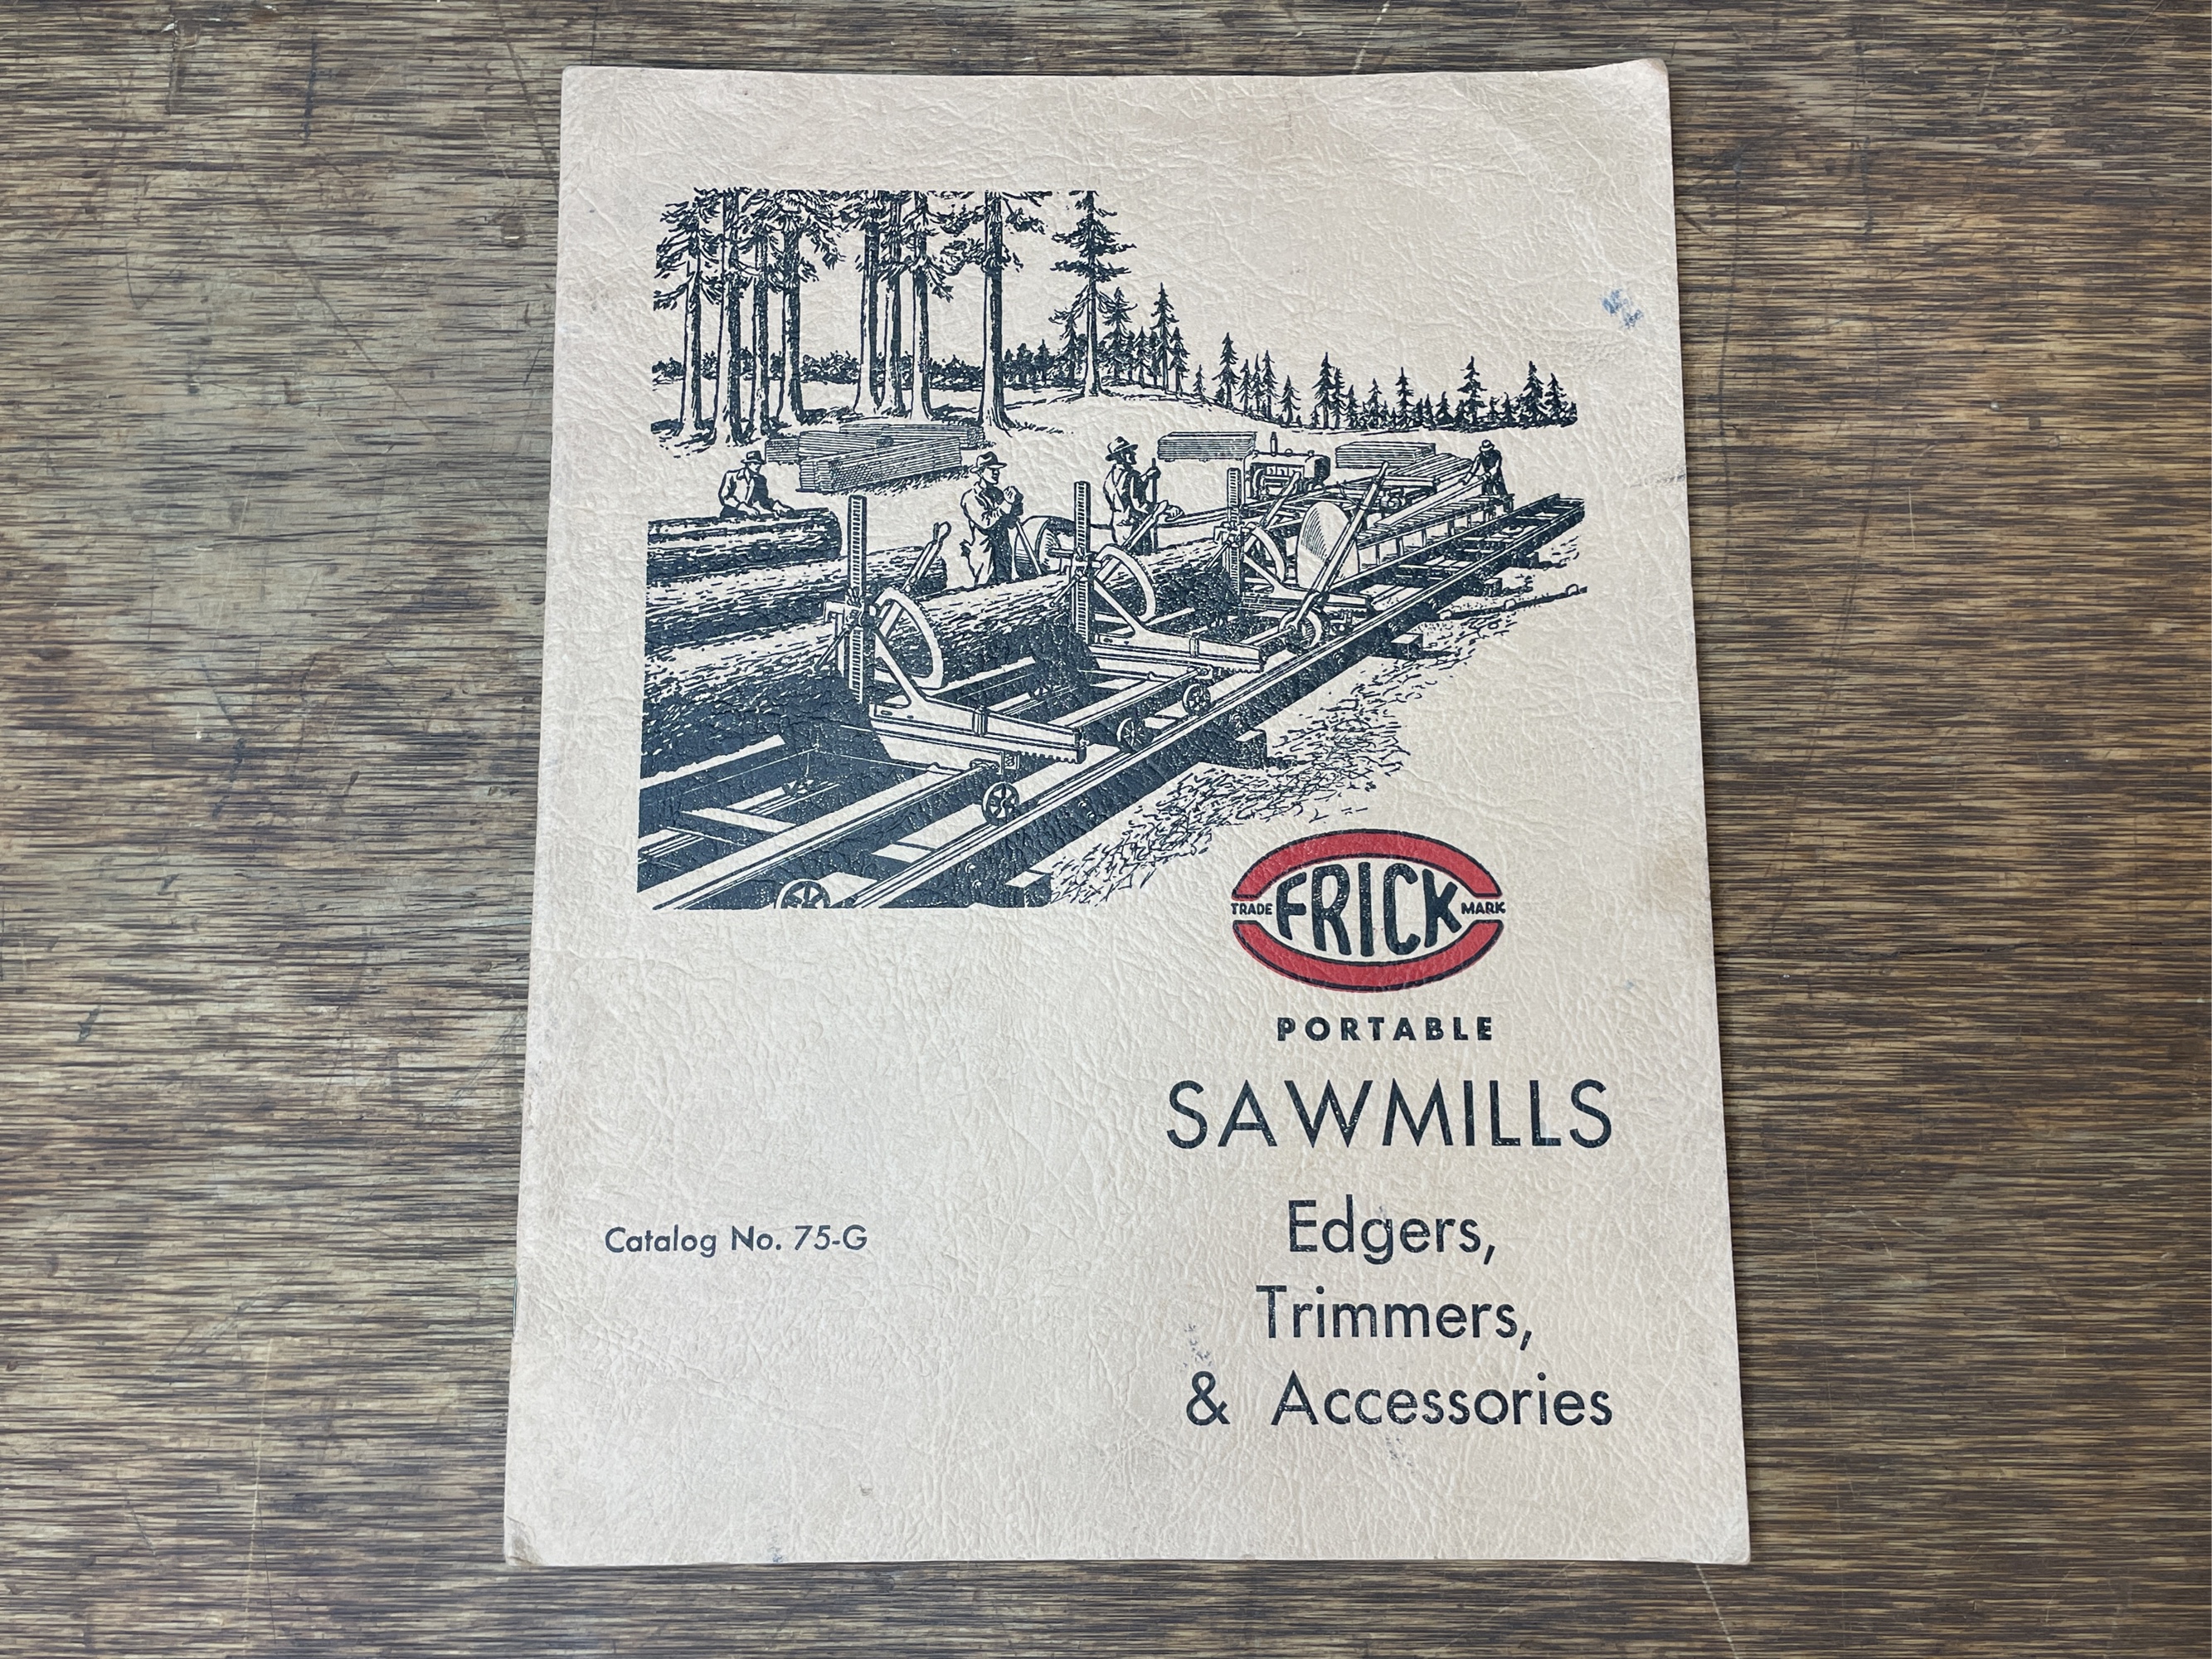 TRADE FRICK MARK
PORTABLE
SAWMILLS
Edgers,
Catalog No. 75-G
Trimmers,
& Accessories